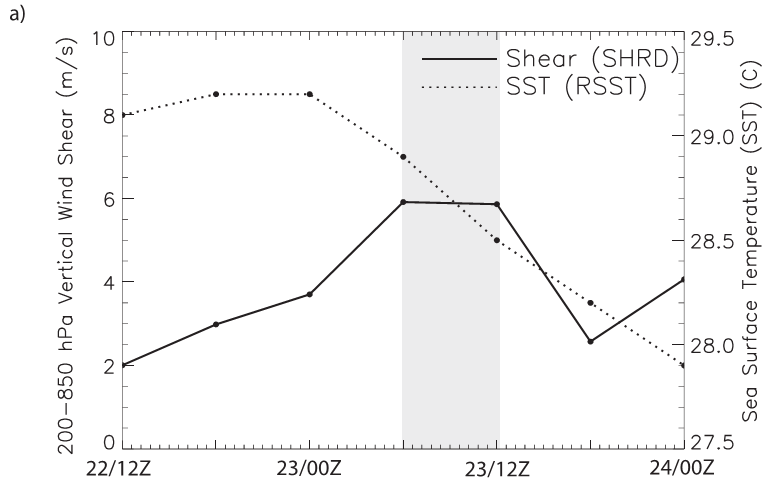 a)
10
8
6
4
2
0
200−850 hPa Vertical Wind Shear (m/s)
Shear (SHRD)
SST (RSST)
29.5
29.0
28.5
28.0
27.5
Sea Surface Temperature (SST) (C)
22/12Z
23/00Z
23/12Z
24/00Z